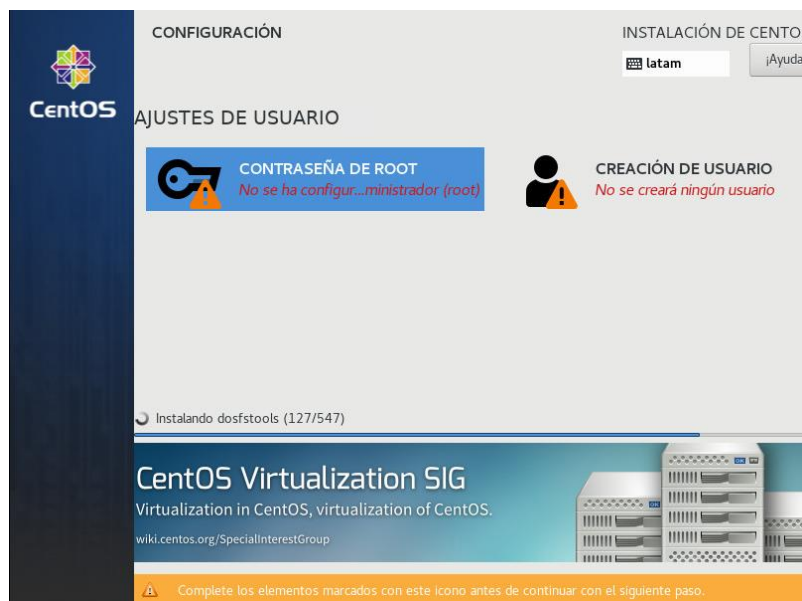 CONFIGURACIÓN
INSTALACIÓN DE CENTO
latam
¡Ayuda
CentOS
AJUSTES DE USUARIO
CONTRASEÑA DE ROOT
No se ha configur...ministrador (root)
CREACIÓN DE USUARIO
No se creará ningún usuario
Instalando dosfstools (127/547)
CentOS Virtualization SIG
Virtualization in CentOS, virtualization of CentOS.
wiki.centos.org/SpecialInterestGroup
Complete los elementos marcados con este icono antes de continuar con el siguiente paso.